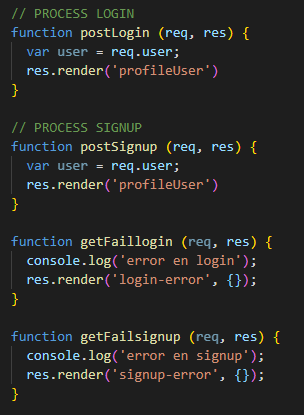 // PROCESS LOGIN
function postLogin (req, res) {
  var user = req.user;
  res.render('profileUser')
}

// PROCESS SIGNUP
function postSignup (req, res) {
  var user = req.user;
  res.render('profileUser')
}

function getFaillogin (req, res) {
  console.log('error en login');
  res.render('login-error', {});
}

function getFailsignup (req, res) {
  console.log('error en signup');
  res.render('signup-error', {});
}